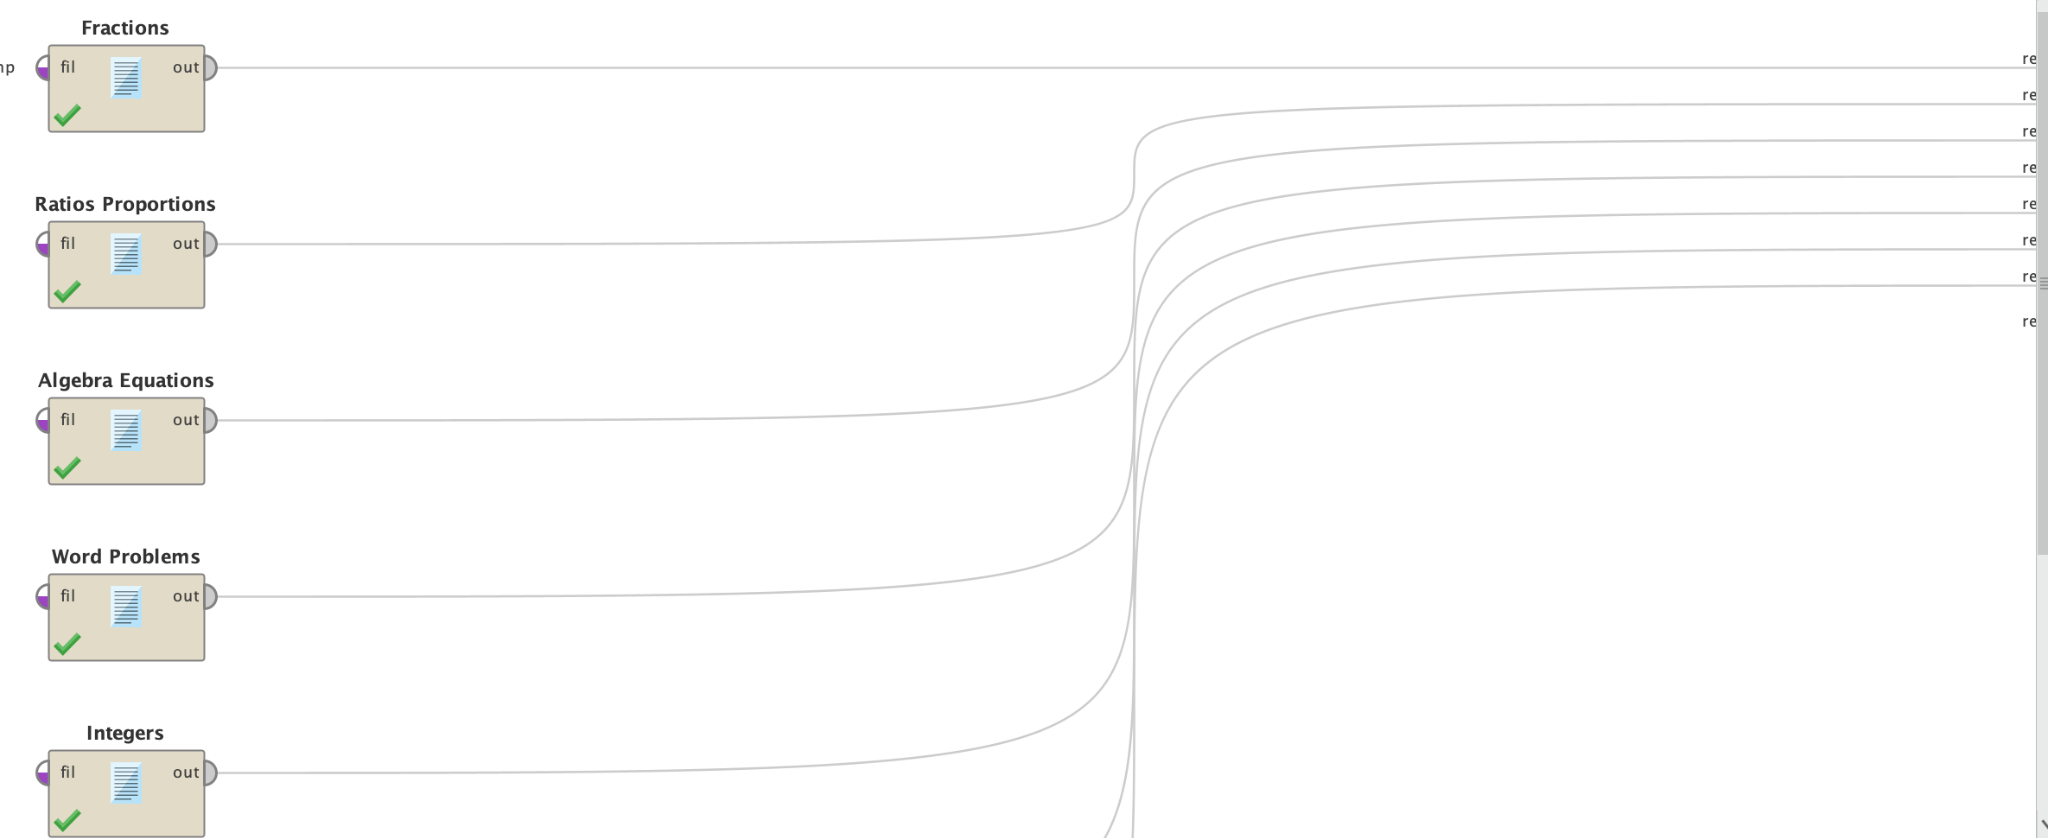 Fractions
np
fil
out
re
re
re
re
Ratios Proportions
re
fil
out
re
re
re
Algebra Equations
fil
out
Word Problems
fil
out
Integers
fil
out